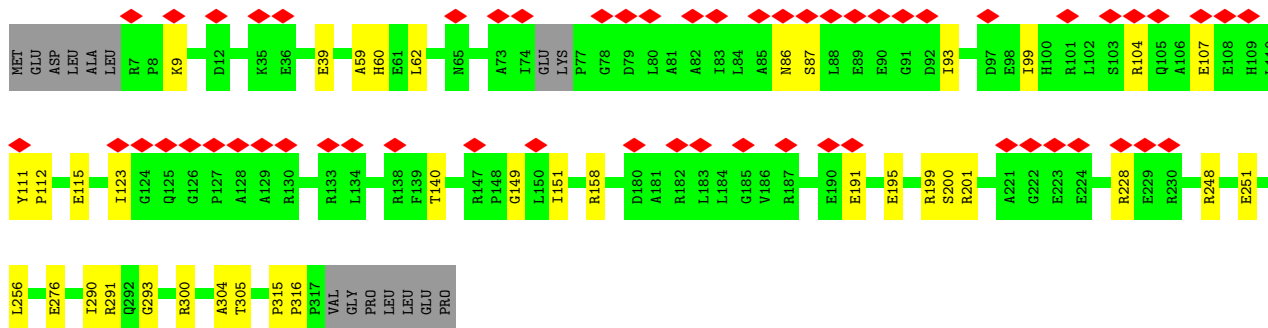 MET GLU ASP LEU ALA LEU R7 P8 K9 D12 K35 E36 E39 A59 H60 E61 L62 N65 A73 I74 GLU LYS P77 G78 D79 L80 A81 A82 I83 L84 A85 N86 S87 L88 E89 E90 G91 D92 I93 D97 E98 I99 H100 R101 L102 S103 R104 Q105 A106 E107 E108 H109
Y111 P112 E115 I123 G124 Q125 G126 P127 A128 A129 R130 R133 L134 R138 F139 T140 R147 P148 G149 L150 I151 R158 D180 A181 R182 L183 L184 G185 V186 R187 E190 E191 E195 R199 S200 R201 A221 G222 E223 E224 R228 E229 R230 R248 E251
L256 E276 I290 R291 Q292 G293 R300 A304 T305 P315 P316 P317 VAL GLY PRO LEU LEU GLU PRO